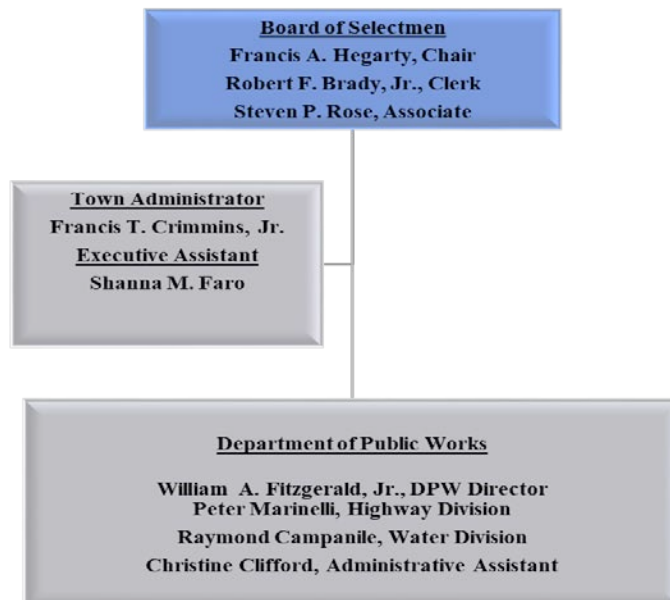 Board of Selectmen
Francis A. Hegarty, Chair
Robert F. Brady, Jr., Clerk
Steven P. Rose, Associate
Town Administrator
Francis T. Crimmins, Jr.
Executive Assistant
Shanna M. Faro
Department of Public Works
William A. Fitzgerald, Jr., DPW Director
Peter Marinelli, Highway Division
Raymond Campanile, Water Division
Christine Clifford, Administrative Assistant